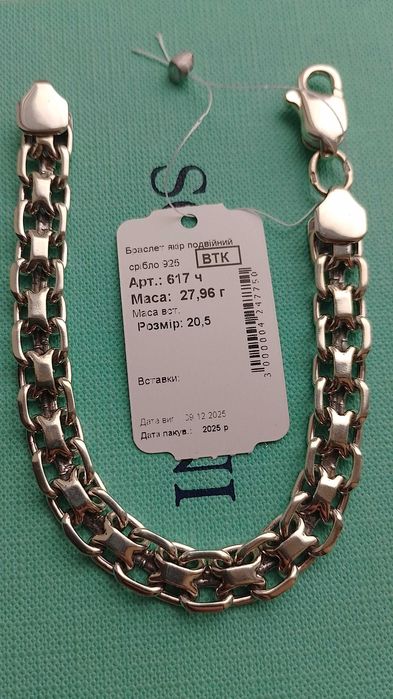 Браслет якір подвійний
срібло 925 ВТК
Арт.: 617 ч
Маса: 27,96 г
Маса вст.
Розмір: 20,5
Вставки:
Дата виг. 09.12.2025
Дата пакув.: 2025 р
3000004247750